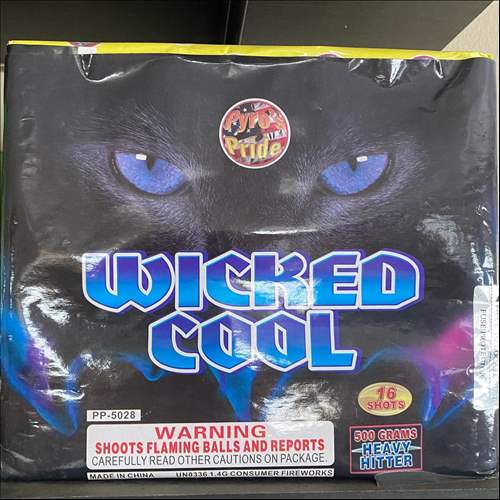 Pyro's
Pride
WICKED
COOL
16
SHOTS
PP-5028
500 GRAMS
HEAVY
HITTER
WARNING
SHOOTS FLAMING BALLS AND REPORTS
CAREFULLY READ OTHER CAUTIONS ON PACKAGE.
MADE IN CHINA UN0336 1.4G CONSUMER FIREWORKS